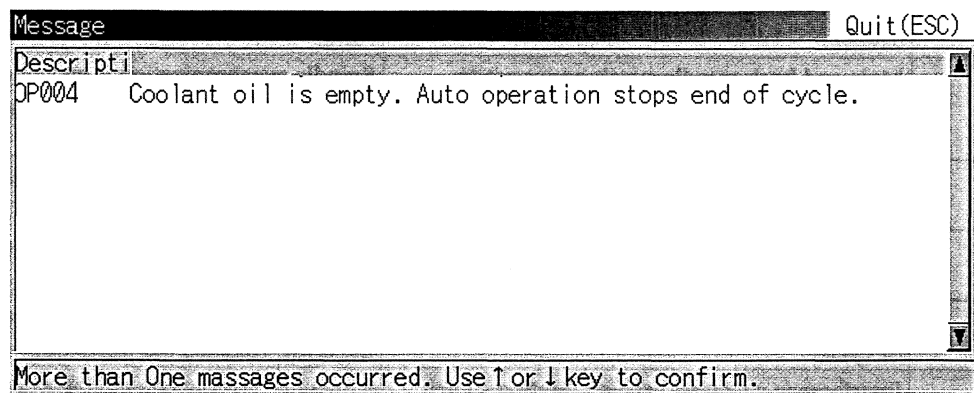 Message Quit(ESC)
Descripti
OP004 Coolant oil is empty. Auto operation stops end of cycle.
More than One massages occurred. Use↑or↓key to confirm.